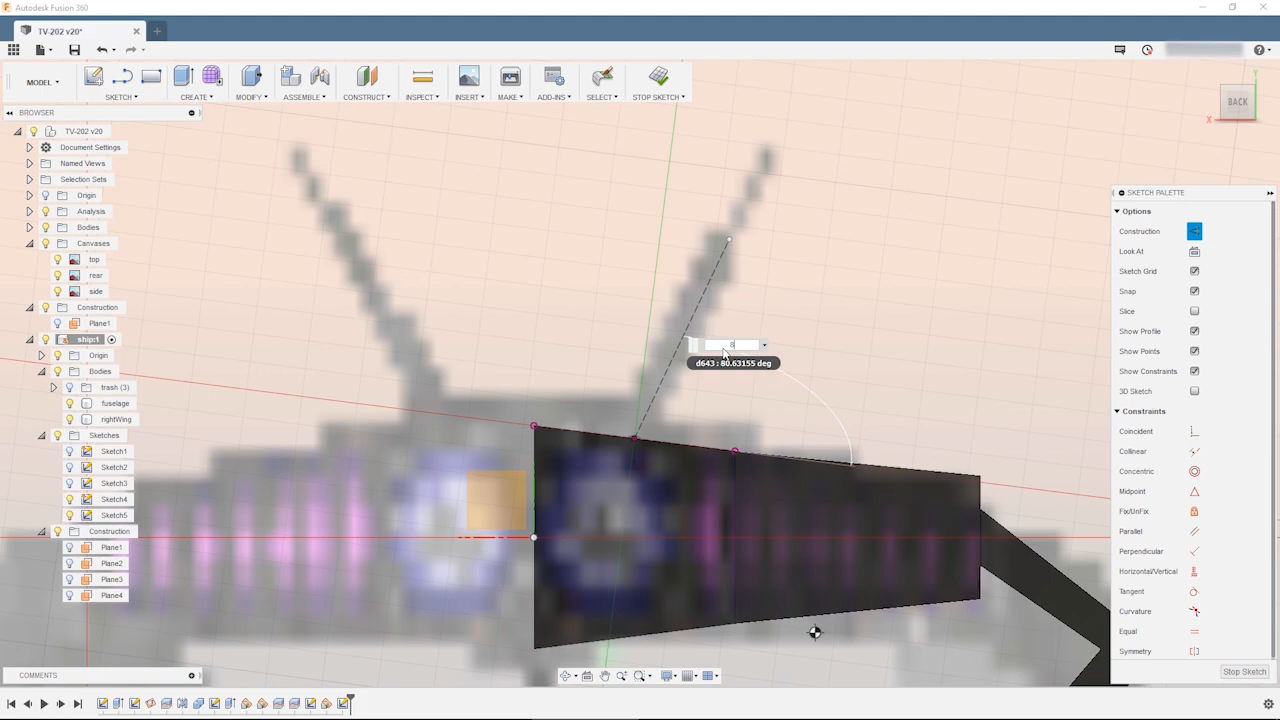 Autodesk Fusion 360
TV-202 v20*
MODEL
SKETCH
CREATE
MODIFY
ASSEMBLE
CONSTRUCT
INSPECT
INSERT
MAKE
ADD-INS
SELECT
STOP SKETCH
BROWSER
TV-202 v20
Document Settings
Named Views
Selection Sets
Origin
Analysis
Bodies
Canvases
top
rear
side
Construction
Plane1
ship:1
Origin
Bodies
trash (3)
fuselage
rightWing
Sketches
Sketch1
Sketch2
Sketch3
Sketch4
Sketch5
Construction
Plane1
Plane2
Plane3
Plane4
8
d643 : 80.63155 deg
Y
BACK
X
SKETCH PALETTE
Options
Construction
Look At
Sketch Grid
Snap
Slice
Show Profile
Show Points
Show Constraints
3D Sketch
Constraints
Coincident
Collinear
Concentric
Midpoint
Fix/UnFix
Parallel
Perpendicular
Horizontal/Vertical
Tangent
Curvature
Equal
Symmetry
Stop Sketch
COMMENTS